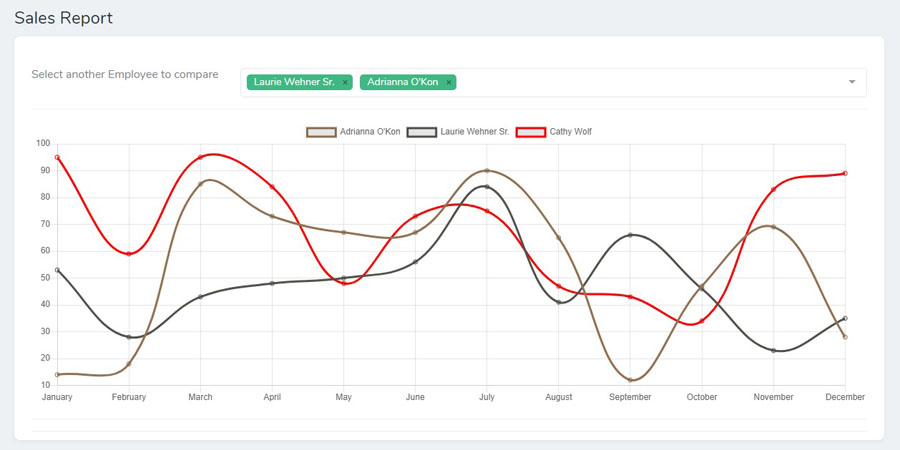 Sales Report
Select another Employee to compare
Laurie Wehner Sr. × Adrianna O'Kon ×
Adrianna O'Kon Laurie Wehner Sr. Cathy Wolf
100
90
80
70
60
50
40
30
20
10
January February March April May June July August September October November December